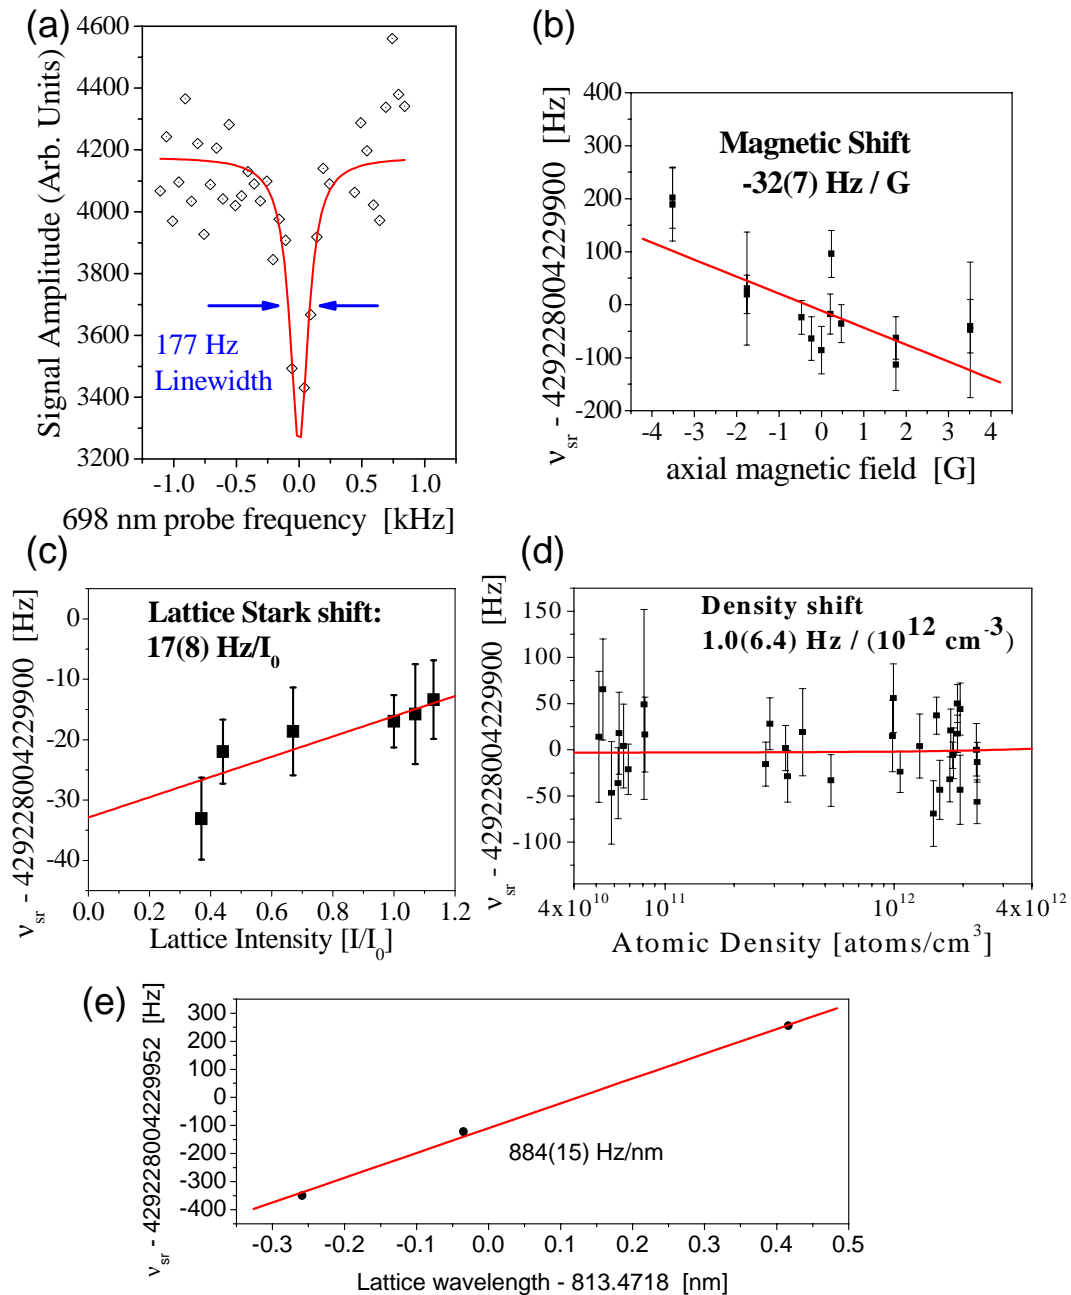 (a)
4600
4400
4200
4000
3800
3600
3400
3200
Signal Amplitude (Arb. Units)
177 Hz
Linewidth
-1.0 -0.5 0.0 0.5 1.0
698 nm probe frequency [kHz]
(b)
400
300
200
100
0
-100
-200
ν_sr - 429228004229900 [Hz]
Magnetic Shift
-32(7) Hz / G
-4 -3 -2 -1 0 1 2 3 4
axial magnetic field [G]
(c)
0
-10
-20
-30
-40
ν_sr - 429228004229900 [Hz]
Lattice Stark shift:
17(8) Hz/I_0
0.0 0.2 0.4 0.6 0.8 1.0 1.2
Lattice Intensity [I/I_0]
(d)
150
100
50
0
-50
-100
ν_sr - 429228004229900 [Hz]
Density shift
1.0(6.4) Hz / (10^12 cm^-3)
4x10^10 10^11 10^12 4x10^12
Atomic Density [atoms/cm^3]
(e)
300
200
100
0
-100
-200
-300
-400
ν_sr - 429228004229952 [Hz]
884(15) Hz/nm
-0.3 -0.2 -0.1 0.0 0.1 0.2 0.3 0.4 0.5
Lattice wavelength - 813.4718 [nm]